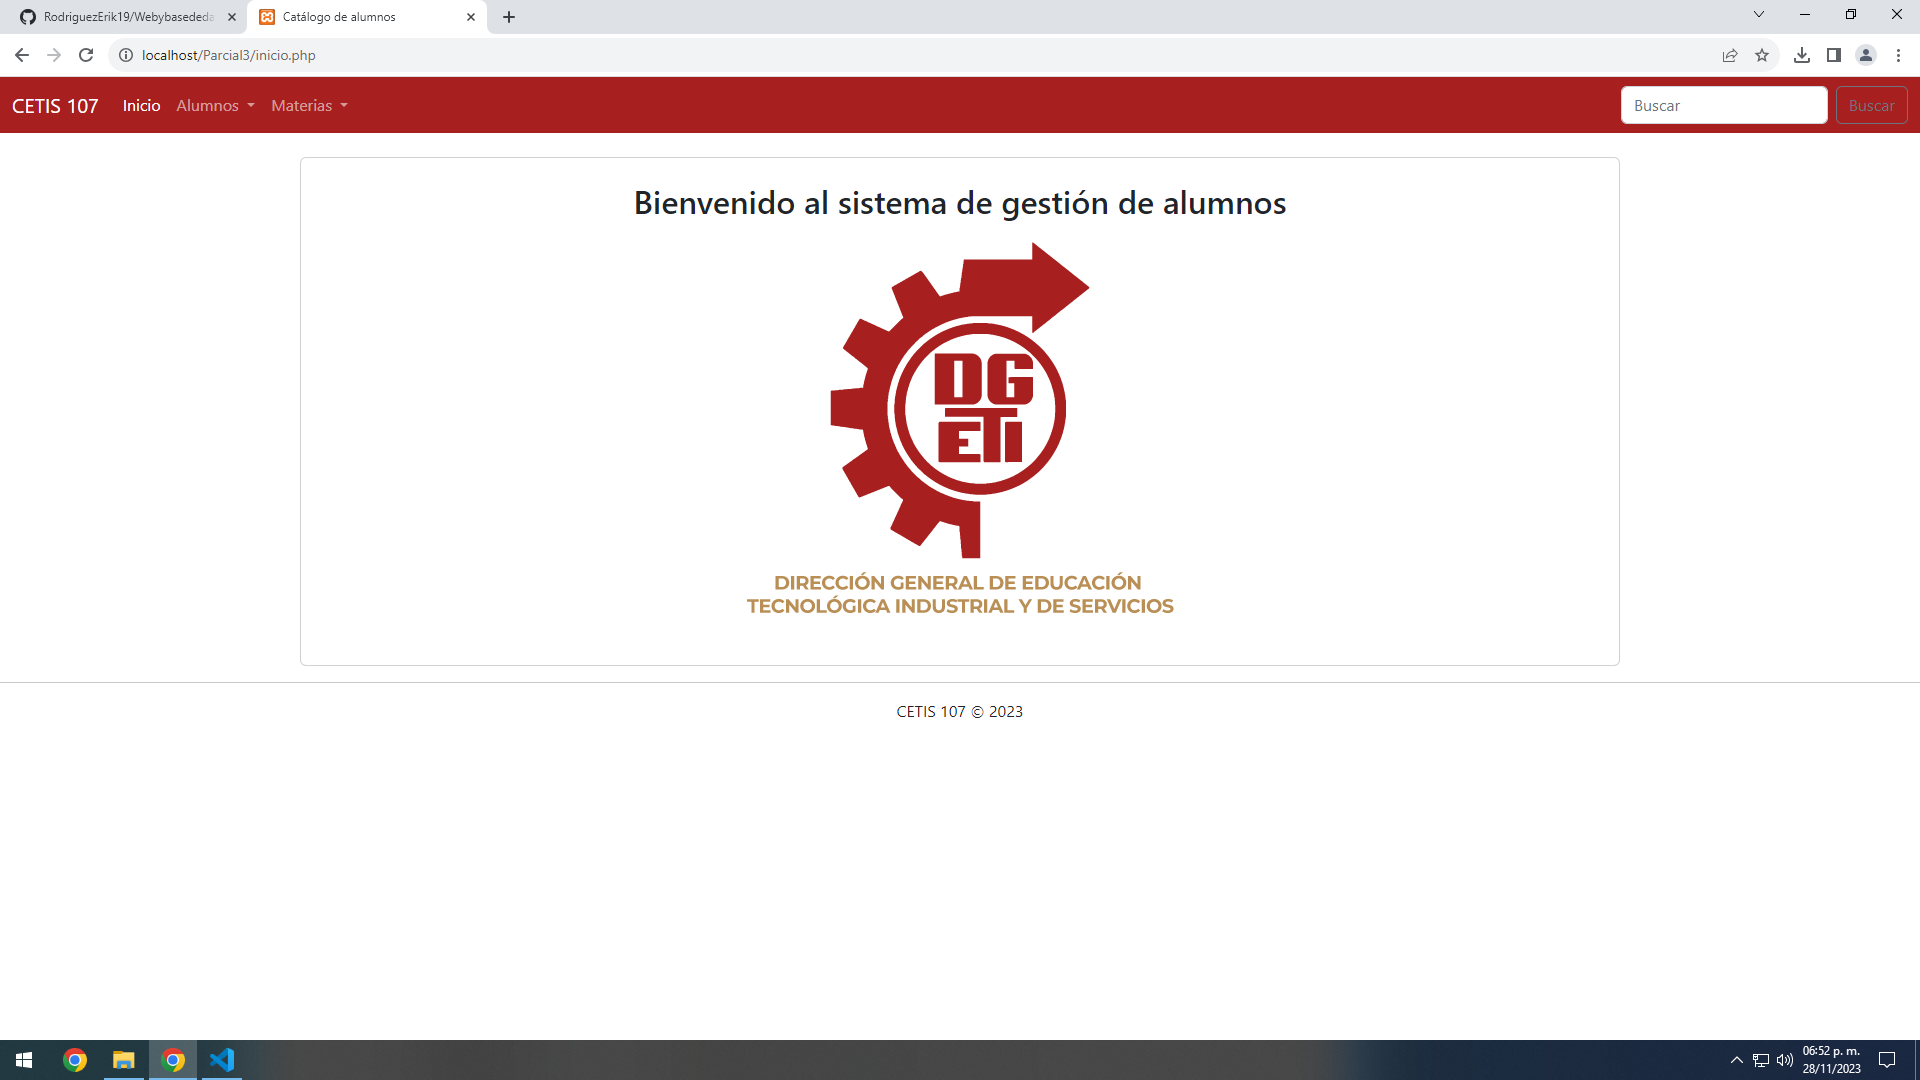 RodriguezErik19/Webybasededa
Catálogo de alumnos
localhost/Parcial3/inicio.php
CETIS 107 Inicio Alumnos Materias Buscar Buscar
Bienvenido al sistema de gestión de alumnos
DG
ETI
DIRECCIÓN GENERAL DE EDUCACIÓN
TECNOLÓGICA INDUSTRIAL Y DE SERVICIOS
CETIS 107 © 2023
06:52 p. m.
28/11/2023